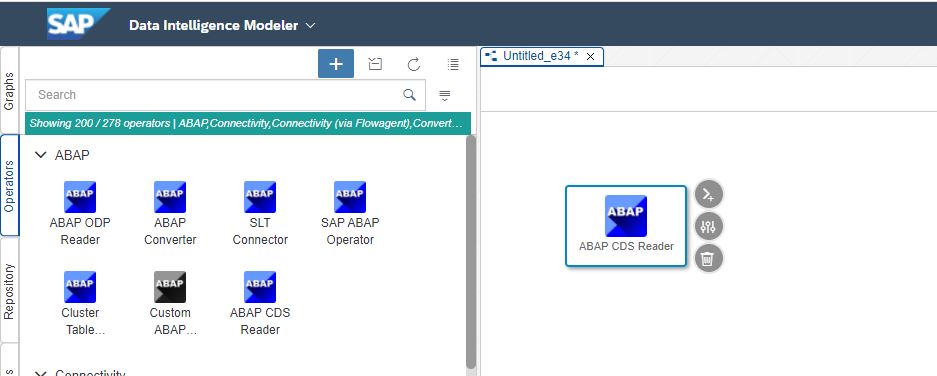 SAP Data Intelligence Modeler
Untitled_e34 *
Graphs
Operators
Repository
Search
Showing 200 / 278 operators | ABAP,Connectivity,Connectivity (via Flowagent),Convert…
ABAP
ABAP ABAP ABAP ABAP
ABAP ODP ABAP SLT SAP ABAP
Reader Converter Connector Operator
ABAP ABAP ABAP
Cluster Custom ABAP CDS
Table… ABAP… Reader
Connectivity
ABAP
ABAP CDS Reader